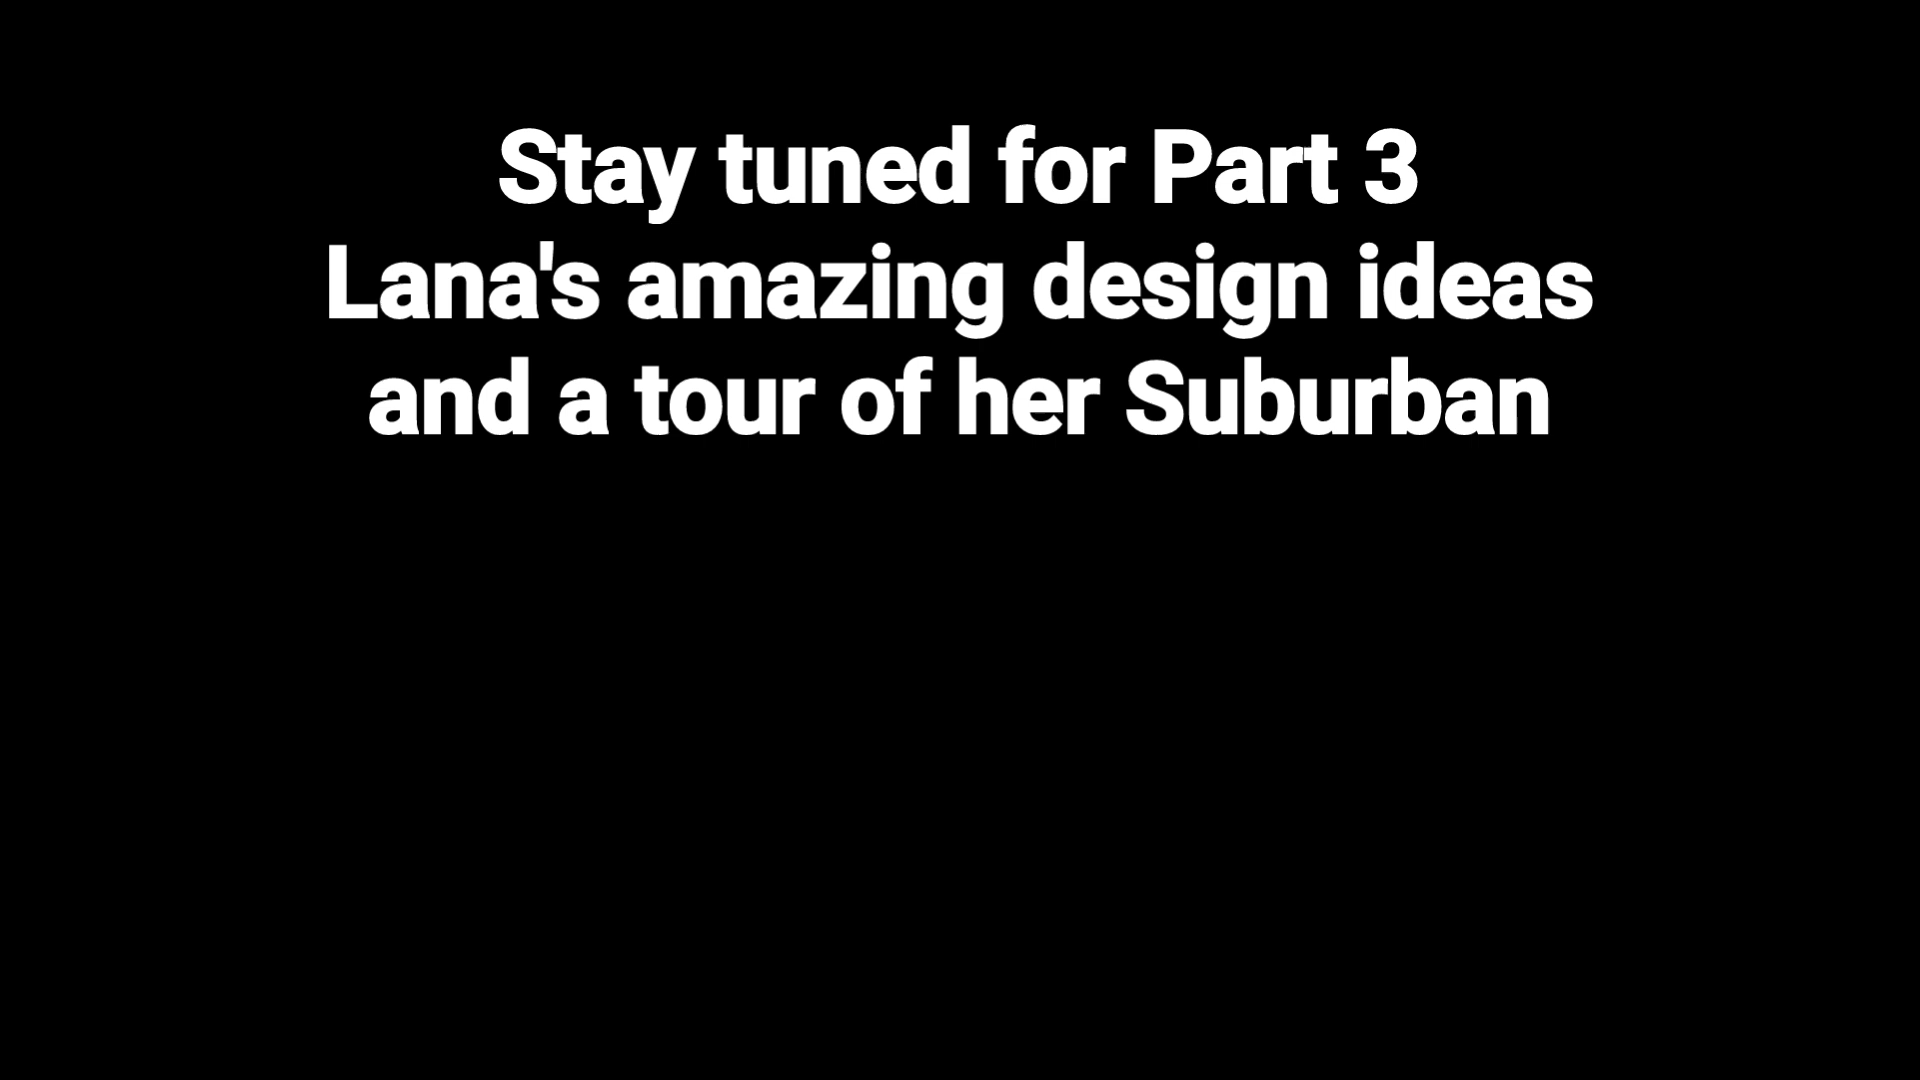 Stay tuned for Part 3
Lana's amazing design ideas
and a tour of her Suburban